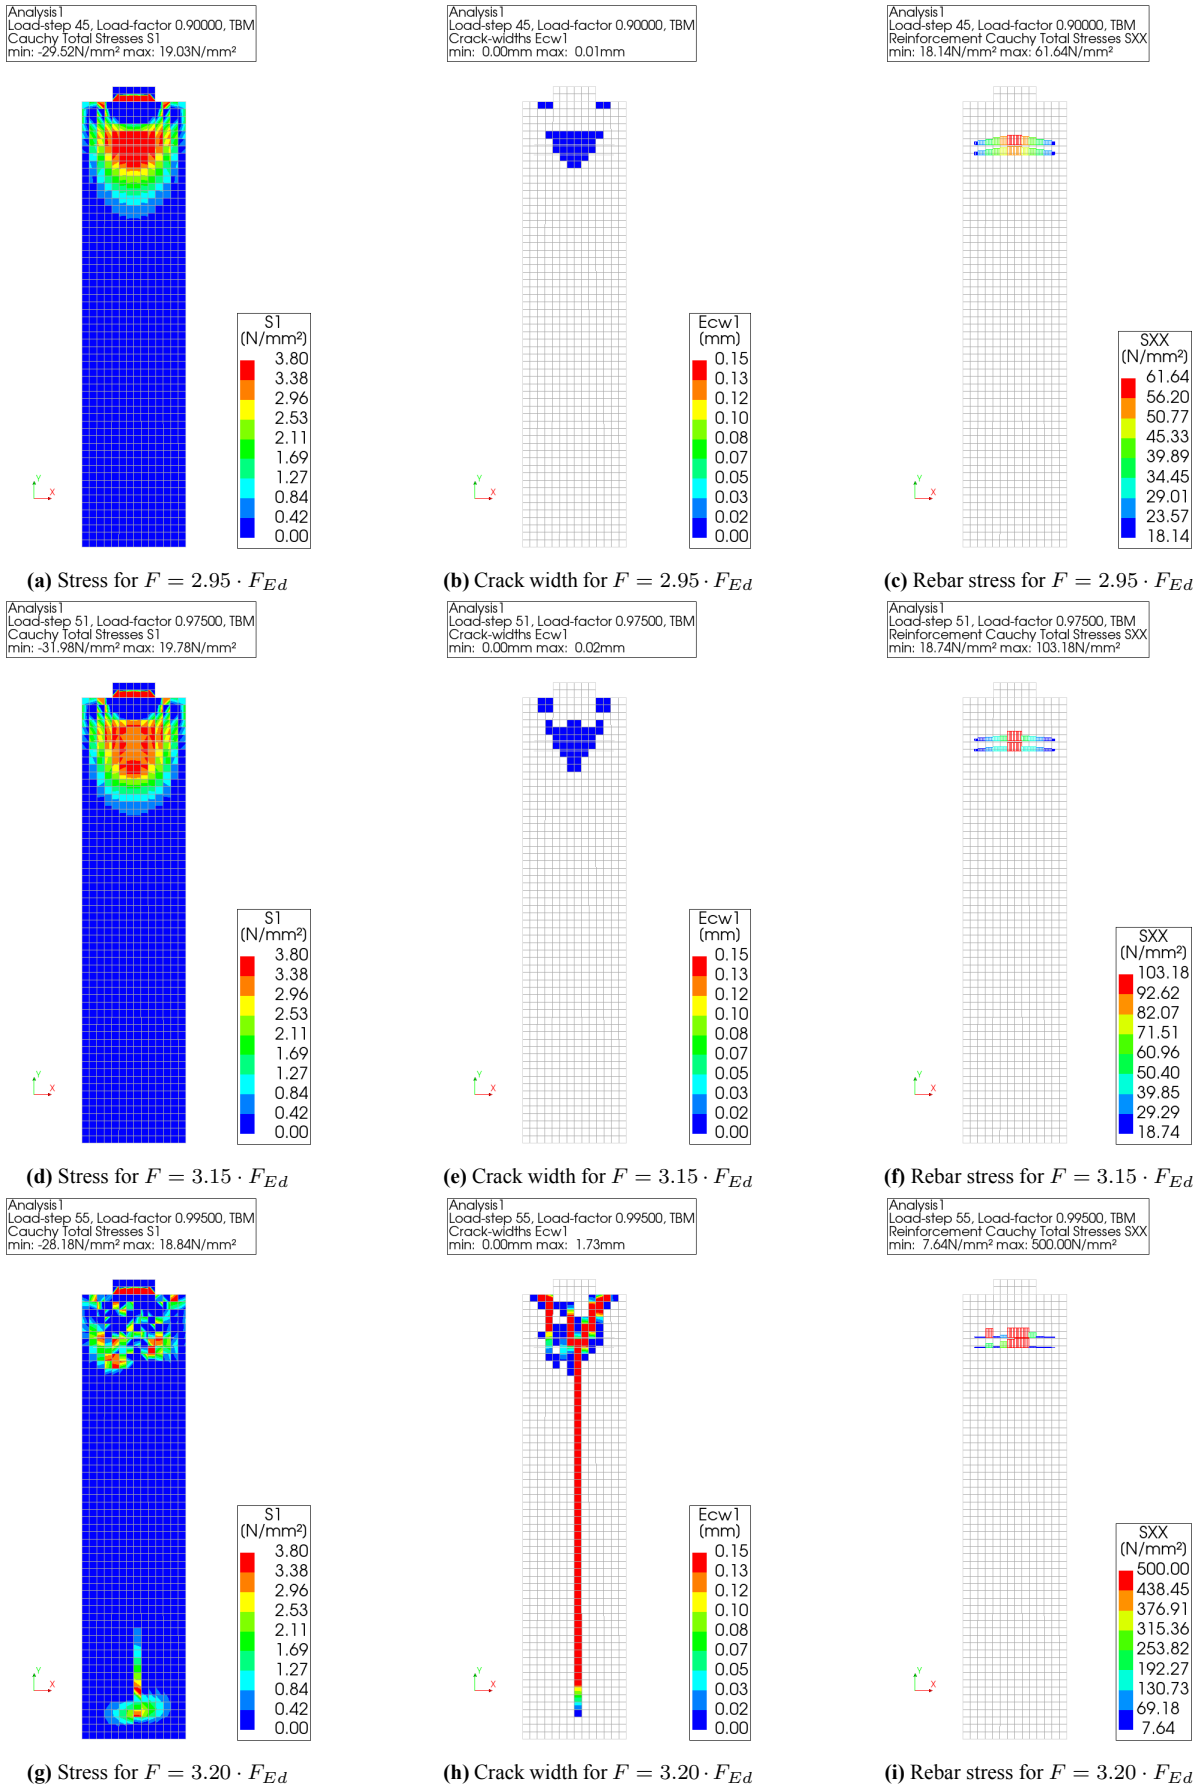 Analysis1
Load-step 45, Load-factor 0.90000, TBM
Cauchy Total Stresses S1
min: -29.52N/mm² max: 19.03N/mm²
Analysis1
Load-step 45, Load-factor 0.90000, TBM
Crack-widths Ecw1
min: 0.00mm max: 0.01mm
Analysis1
Load-step 45, Load-factor 0.90000, TBM
Reinforcement Cauchy Total Stresses SXX
min: 18.14N/mm² max: 61.64N/mm²
S1
(N/mm²)
3.80
3.38
2.96
2.53
2.11
1.69
1.27
0.84
0.42
0.00
Y
X
Ecw1
(mm)
0.15
0.13
0.12
0.10
0.08
0.07
0.05
0.03
0.02
0.00
Y
X
SXX
(N/mm²)
61.64
56.20
50.77
45.33
39.89
34.45
29.01
23.57
18.14
Y
X
(a) Stress for F = 2.95 · F_Ed
(b) Crack width for F = 2.95 · F_Ed
(c) Rebar stress for F = 2.95 · F_Ed
Analysis1
Load-step 51, Load-factor 0.97500, TBM
Cauchy Total Stresses S1
min: -31.98N/mm² max: 19.78N/mm²
Analysis1
Load-step 51, Load-factor 0.97500, TBM
Crack-widths Ecw1
min: 0.00mm max: 0.02mm
Analysis1
Load-step 51, Load-factor 0.97500, TBM
Reinforcement Cauchy Total Stresses SXX
min: 18.74N/mm² max: 103.18N/mm²
S1
(N/mm²)
3.80
3.38
2.96
2.53
2.11
1.69
1.27
0.84
0.42
0.00
Y
X
Ecw1
(mm)
0.15
0.13
0.12
0.10
0.08
0.07
0.05
0.03
0.02
0.00
Y
X
SXX
(N/mm²)
103.18
92.62
82.07
71.51
60.96
50.40
39.85
29.29
18.74
Y
X
(d) Stress for F = 3.15 · F_Ed
(e) Crack width for F = 3.15 · F_Ed
(f) Rebar stress for F = 3.15 · F_Ed
Analysis1
Load-step 55, Load-factor 0.99500, TBM
Cauchy Total Stresses S1
min: -28.18N/mm² max: 18.84N/mm²
Analysis1
Load-step 55, Load-factor 0.99500, TBM
Crack-widths Ecw1
min: 0.00mm max: 1.73mm
Analysis1
Load-step 55, Load-factor 0.99500, TBM
Reinforcement Cauchy Total Stresses SXX
min: 7.64N/mm² max: 500.00N/mm²
S1
(N/mm²)
3.80
3.38
2.96
2.53
2.11
1.69
1.27
0.84
0.42
0.00
Y
X
Ecw1
(mm)
0.15
0.13
0.12
0.10
0.08
0.07
0.05
0.03
0.02
0.00
Y
X
SXX
(N/mm²)
500.00
438.45
376.91
315.36
253.82
192.27
130.73
69.18
7.64
Y
X
(g) Stress for F = 3.20 · F_Ed
(h) Crack width for F = 3.20 · F_Ed
(i) Rebar stress for F = 3.20 · F_Ed